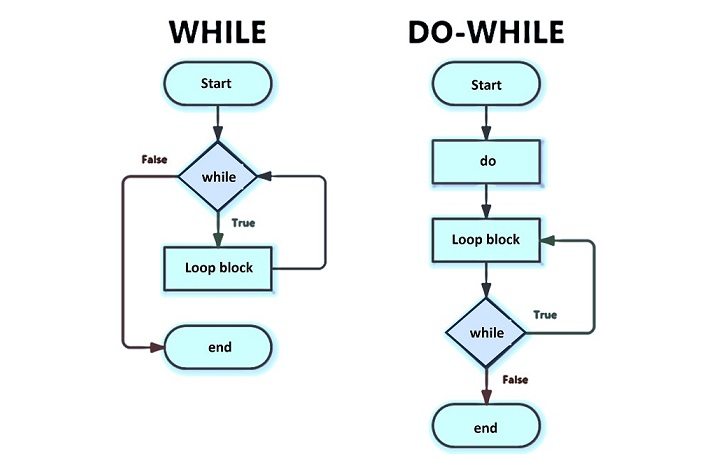 WHILE
Start
False
while
True
Loop block
end
DO-WHILE
Start
do
Loop block
True
while
False
end